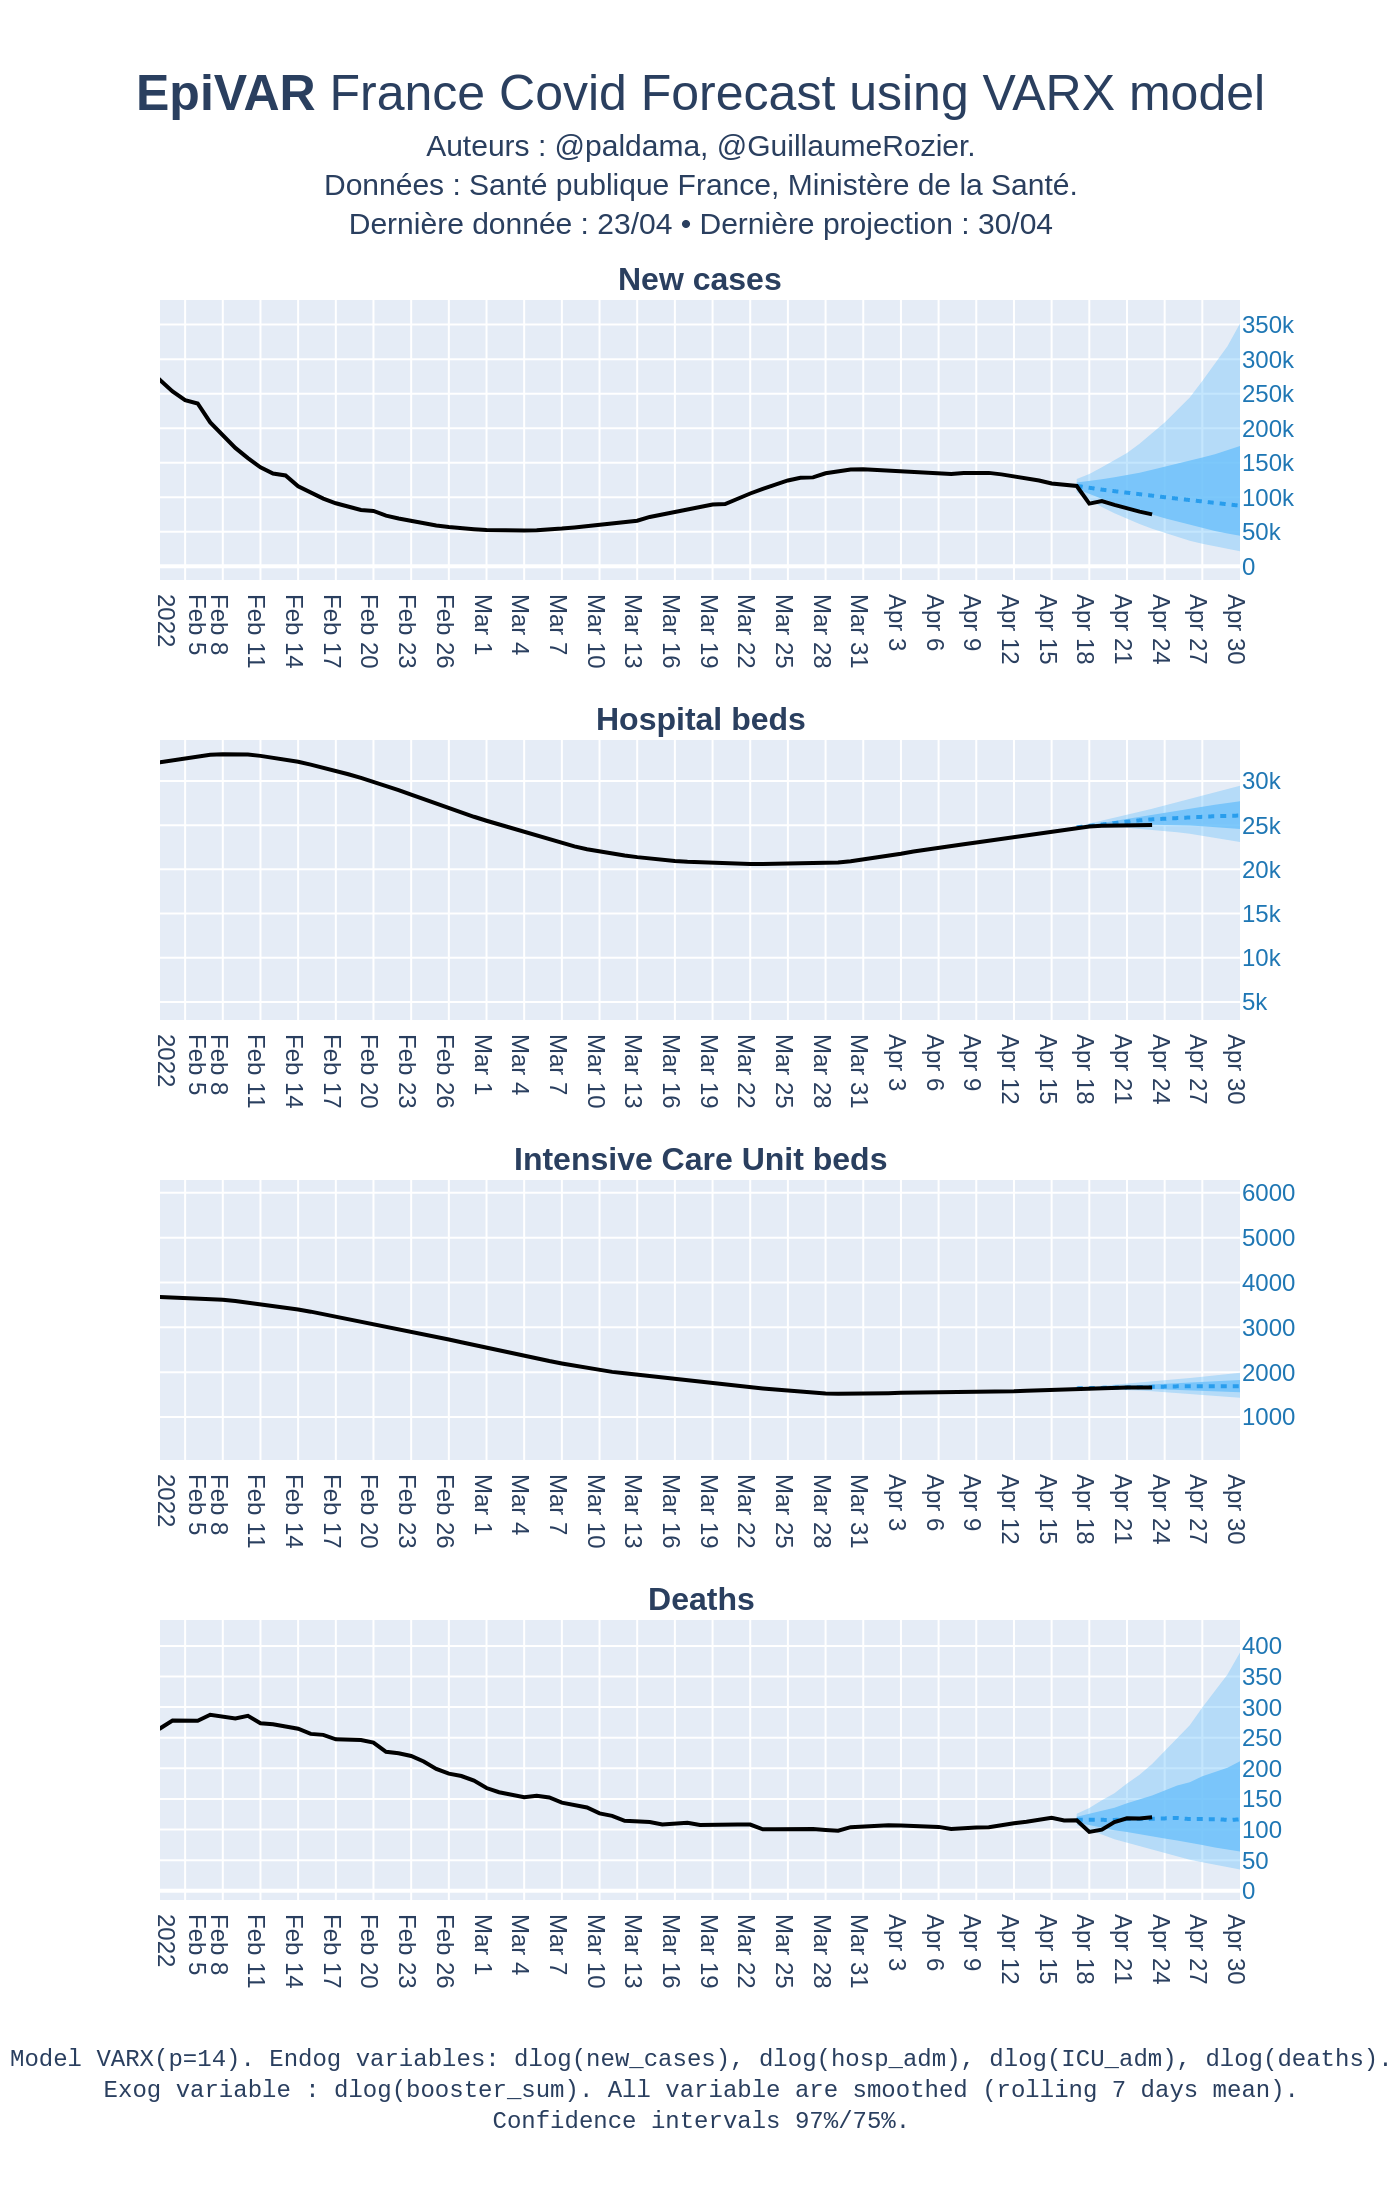 EpiVAR France Covid Forecast using VARX model
Auteurs : @paldama, @GuillaumeRozier.
Données : Santé publique France, Ministère de la Santé.
Dernière donnée : 23/04 • Dernière projection : 30/04
New cases
350k
300k
250k
200k
150k
100k
50k
0
2022
Feb 5
Feb 8
Feb 11
Feb 14
Feb 17
Feb 20
Feb 23
Feb 26
Mar 1
Mar 4
Mar 7
Mar 10
Mar 13
Mar 16
Mar 19
Mar 22
Mar 25
Mar 28
Mar 31
Apr 3
Apr 6
Apr 9
Apr 12
Apr 15
Apr 18
Apr 21
Apr 24
Apr 27
Apr 30
Hospital beds
30k
25k
20k
15k
10k
5k
2022
Feb 5
Feb 8
Feb 11
Feb 14
Feb 17
Feb 20
Feb 23
Feb 26
Mar 1
Mar 4
Mar 7
Mar 10
Mar 13
Mar 16
Mar 19
Mar 22
Mar 25
Mar 28
Mar 31
Apr 3
Apr 6
Apr 9
Apr 12
Apr 15
Apr 18
Apr 21
Apr 24
Apr 27
Apr 30
Intensive Care Unit beds
6000
5000
4000
3000
2000
1000
2022
Feb 5
Feb 8
Feb 11
Feb 14
Feb 17
Feb 20
Feb 23
Feb 26
Mar 1
Mar 4
Mar 7
Mar 10
Mar 13
Mar 16
Mar 19
Mar 22
Mar 25
Mar 28
Mar 31
Apr 3
Apr 6
Apr 9
Apr 12
Apr 15
Apr 18
Apr 21
Apr 24
Apr 27
Apr 30
Deaths
400
350
300
250
200
150
100
50
0
2022
Feb 5
Feb 8
Feb 11
Feb 14
Feb 17
Feb 20
Feb 23
Feb 26
Mar 1
Mar 4
Mar 7
Mar 10
Mar 13
Mar 16
Mar 19
Mar 22
Mar 25
Mar 28
Mar 31
Apr 3
Apr 6
Apr 9
Apr 12
Apr 15
Apr 18
Apr 21
Apr 24
Apr 27
Apr 30
Model VARX(p=14). Endog variables: dlog(new_cases), dlog(hosp_adm), dlog(ICU_adm), dlog(deaths).
Exog variable : dlog(booster_sum). All variable are smoothed (rolling 7 days mean).
Confidence intervals 97%/75%.